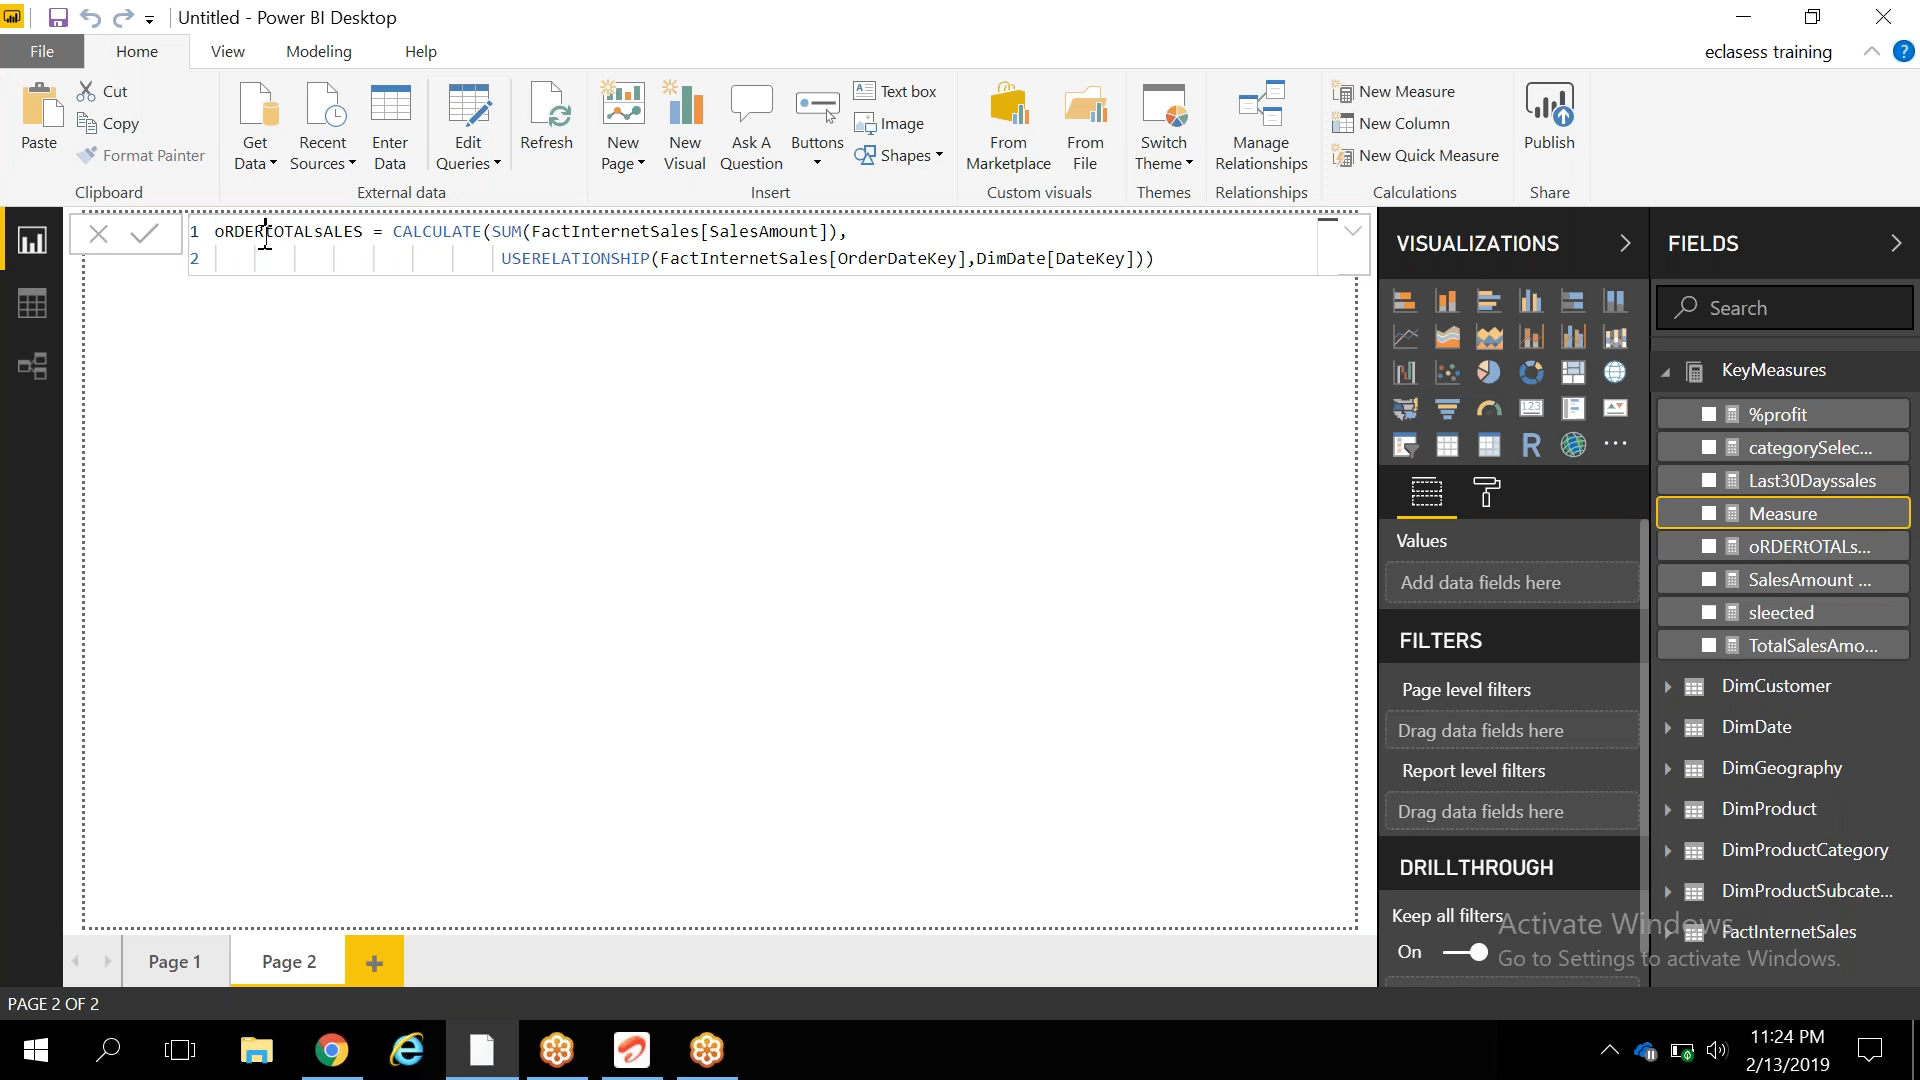 Untitled - Power BI Desktop
File
Home
View
Modeling
Help
eclasess training
?
Paste
Cut
Copy
Format Painter
Clipboard
Get Data
Recent Sources
Enter Data
Edit Queries
External data
Refresh
New Page
New Visual
Ask A Question
Buttons
Text box
Image
Shapes
Insert
From Marketplace
From File
Custom visuals
Switch Theme
Themes
Manage Relationships
Relationships
New Measure
New Column
New Quick Measure
Calculations
Publish
Share
1 oRDERtOTALsALES = CALCULATE(SUM(FactInternetSales[SalesAmount]),
2 USERELATIONSHIP(FactInternetSales[OrderDateKey],DimDate[DateKey]))
VISUALIZATIONS
123
R
Values
Add data fields here
FILTERS
Page level filters
Drag data fields here
Report level filters
Drag data fields here
DRILLTHROUGH
Keep all filters
On
FIELDS
Search
KeyMeasures
%profit
categorySelec...
Last30Dayssales
Measure
oRDERtOTALs...
SalesAmount ...
sleected
TotalSalesAmo...
DimCustomer
DimDate
DimGeography
DimProduct
DimProductCategory
DimProductSubcate...
FactInternetSales
Activate Windows
Go to Settings to activate Windows.
Page 1
Page 2
PAGE 2 OF 2
11:24 PM
2/13/2019